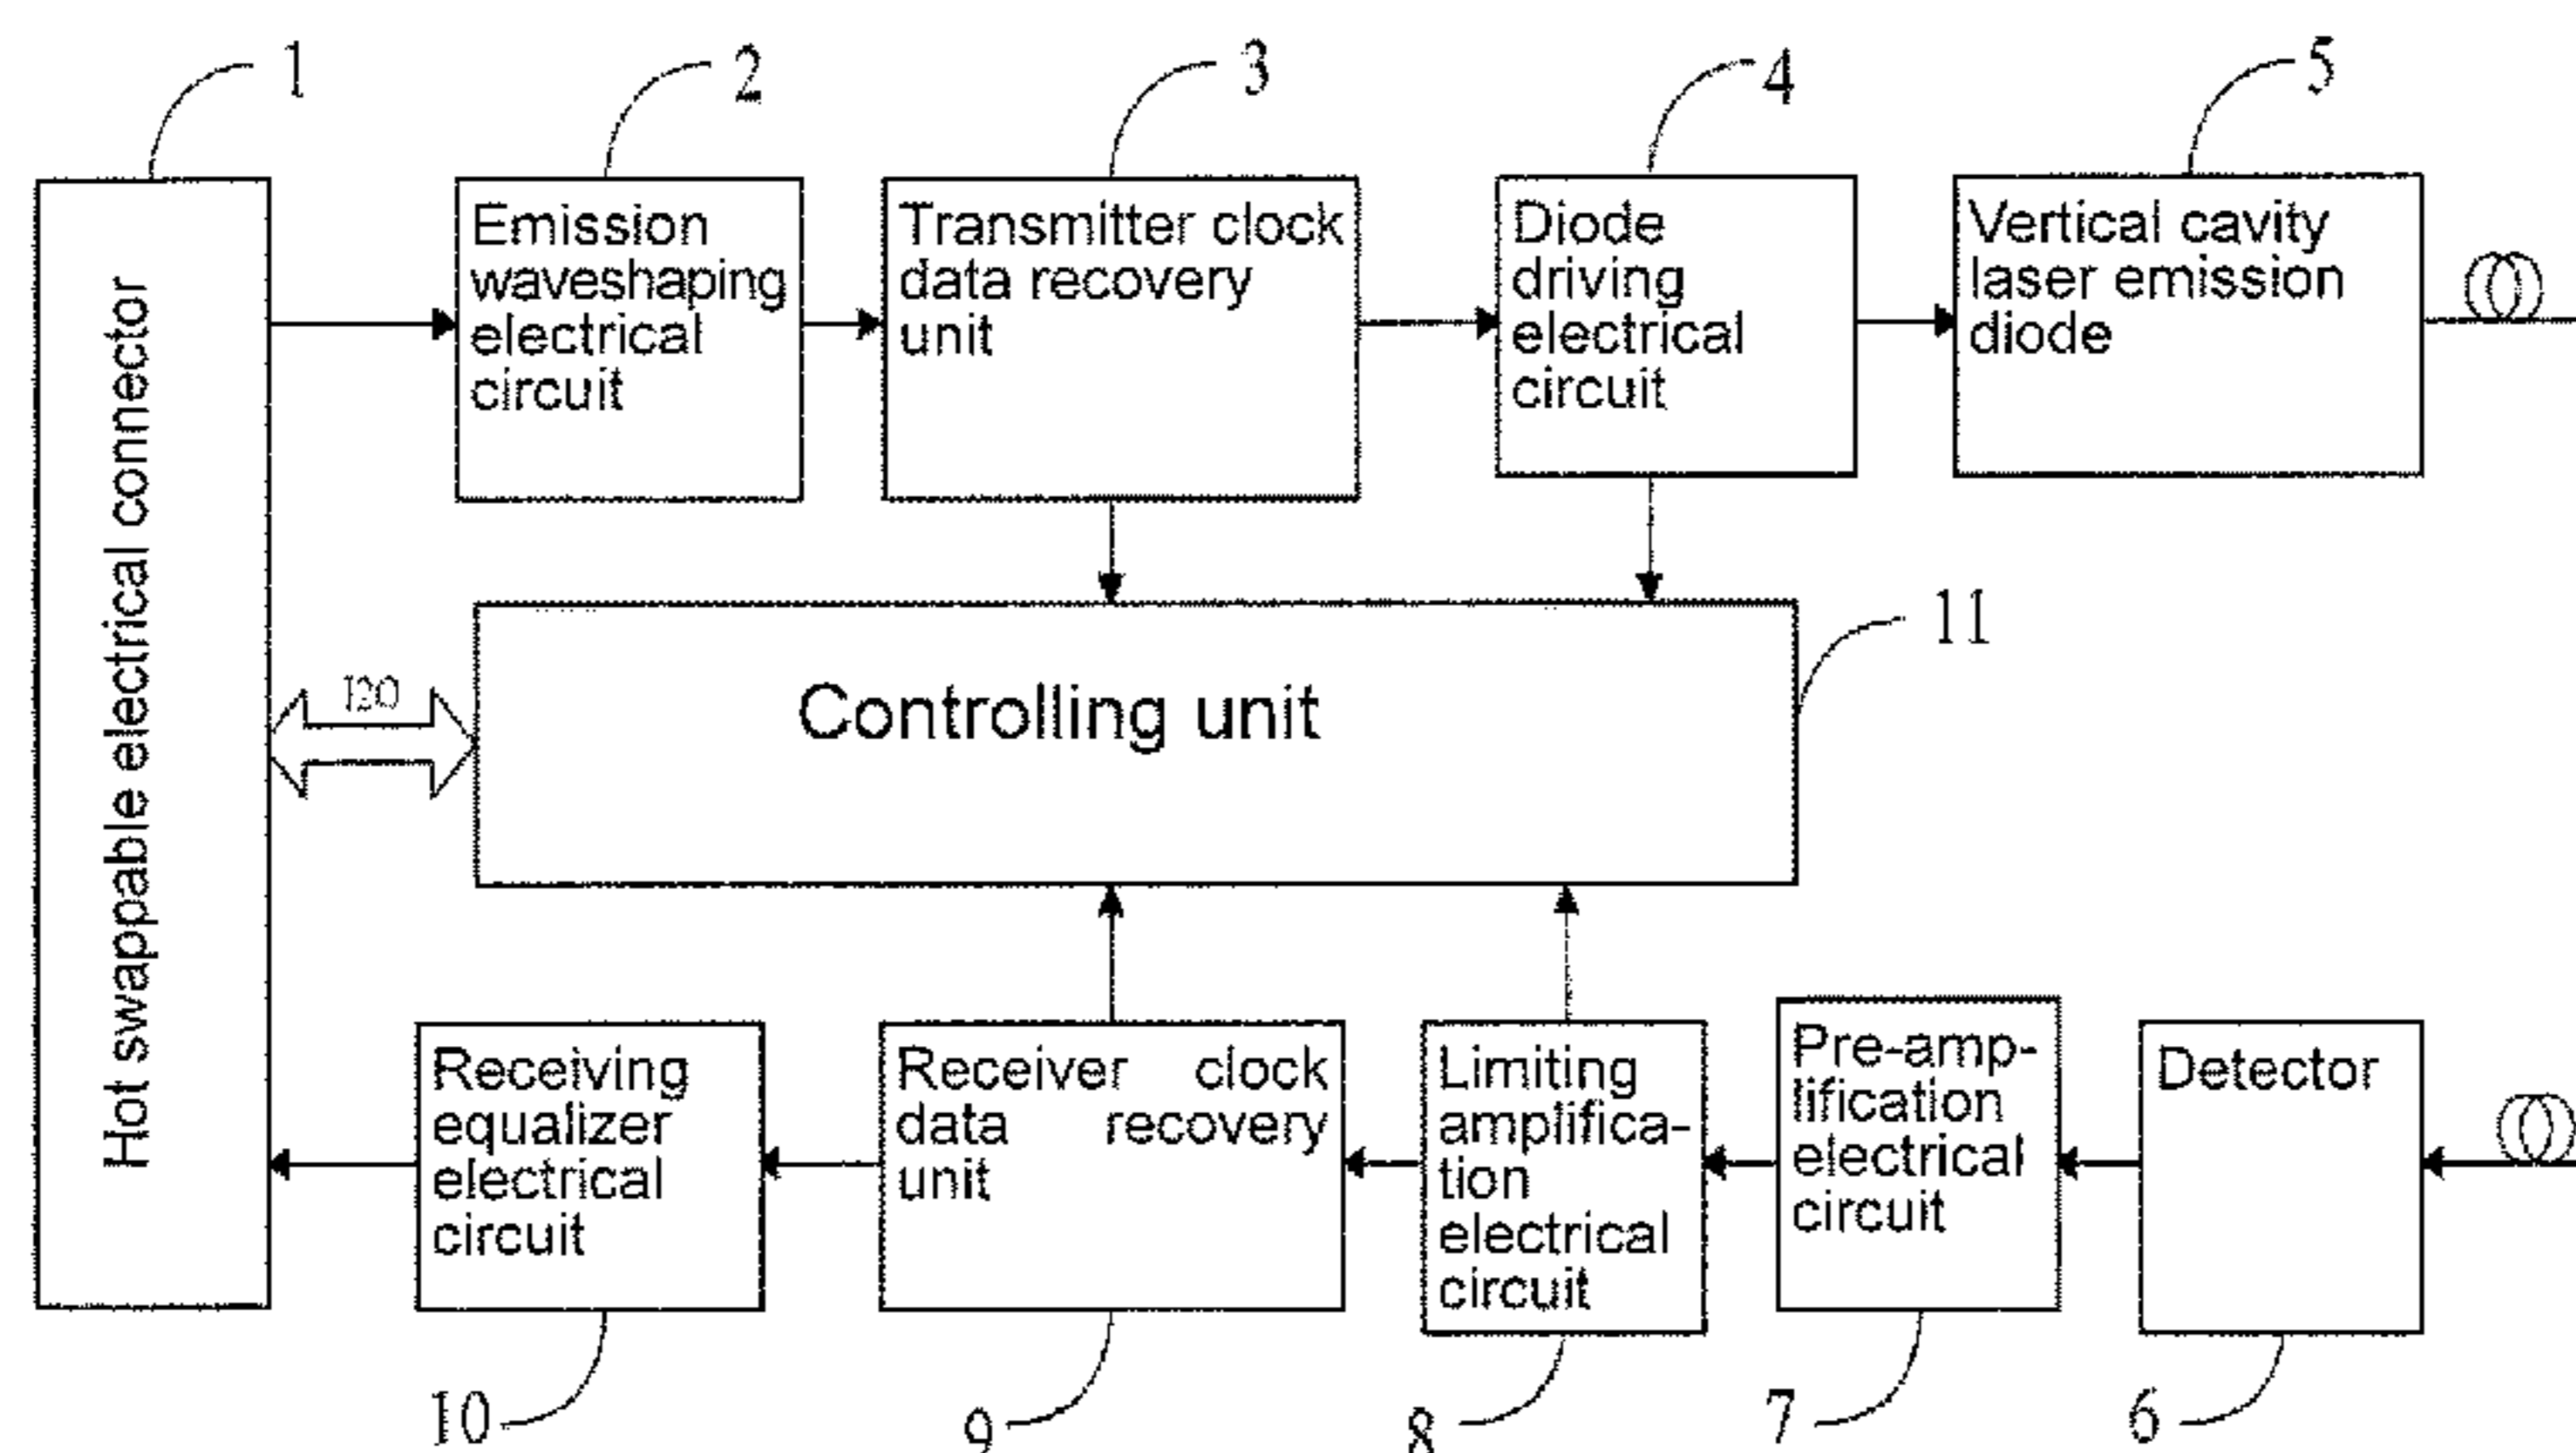 1
2
3
4
5
Hot swappable electrical connector
Emission
waveshaping
electrical
circuit
Transmitter clock
data recovery
unit
Diode
driving
electrical
circuit
Vertical cavity
laser emission
diode
11
Controlling unit
Receiving
equalizer
electrical
circuit
Receiver clock
data recovery
unit
Limiting
amplifica-
tion
electrical
circuit
Pre-amp-
lification
electrical
circuit
Detector
10
9
8
7
6